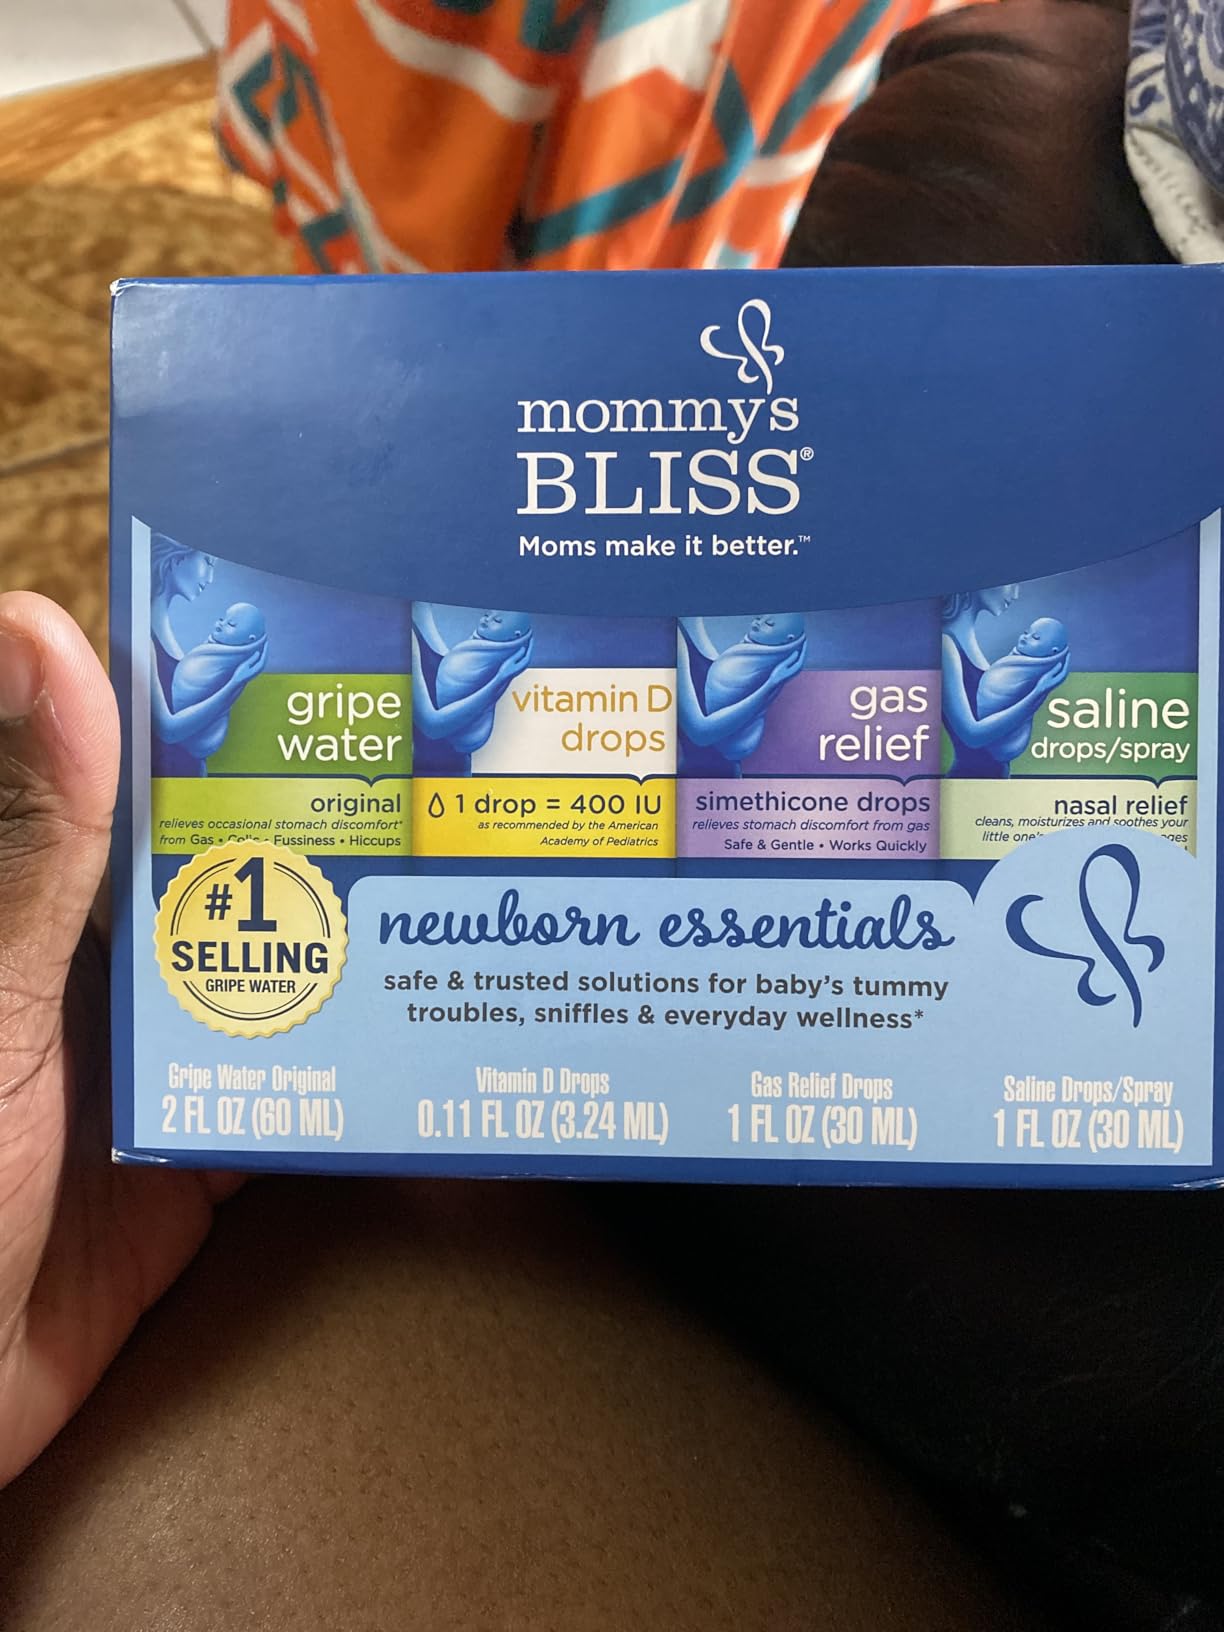 mommy's
BLISS®
Moms make it better.™
gripe
water
original
relieves occasional stomach discomfort*
from Gas • Colic • Fussiness • Hiccups
vitamin D
drops
1 drop = 400 IU
as recommended by the American
Academy of Pediatrics
gas
relief
simethicone drops
relieves stomach discomfort from gas
Safe & Gentle • Works Quickly
saline
drops/spray
nasal relief
cleans, moisturizes and soothes your
little one's
#1
SELLING
GRIPE WATER
newborn essentials
safe & trusted solutions for baby's tummy
troubles, sniffles & everyday wellness*
Gripe Water Original
2 FL OZ (60 ML)
Vitamin D Drops
0.11 FL OZ (3.24 ML)
Gas Relief Drops
1 FL OZ (30 ML)
Saline Drops/Spray
1 FL OZ (30 ML)